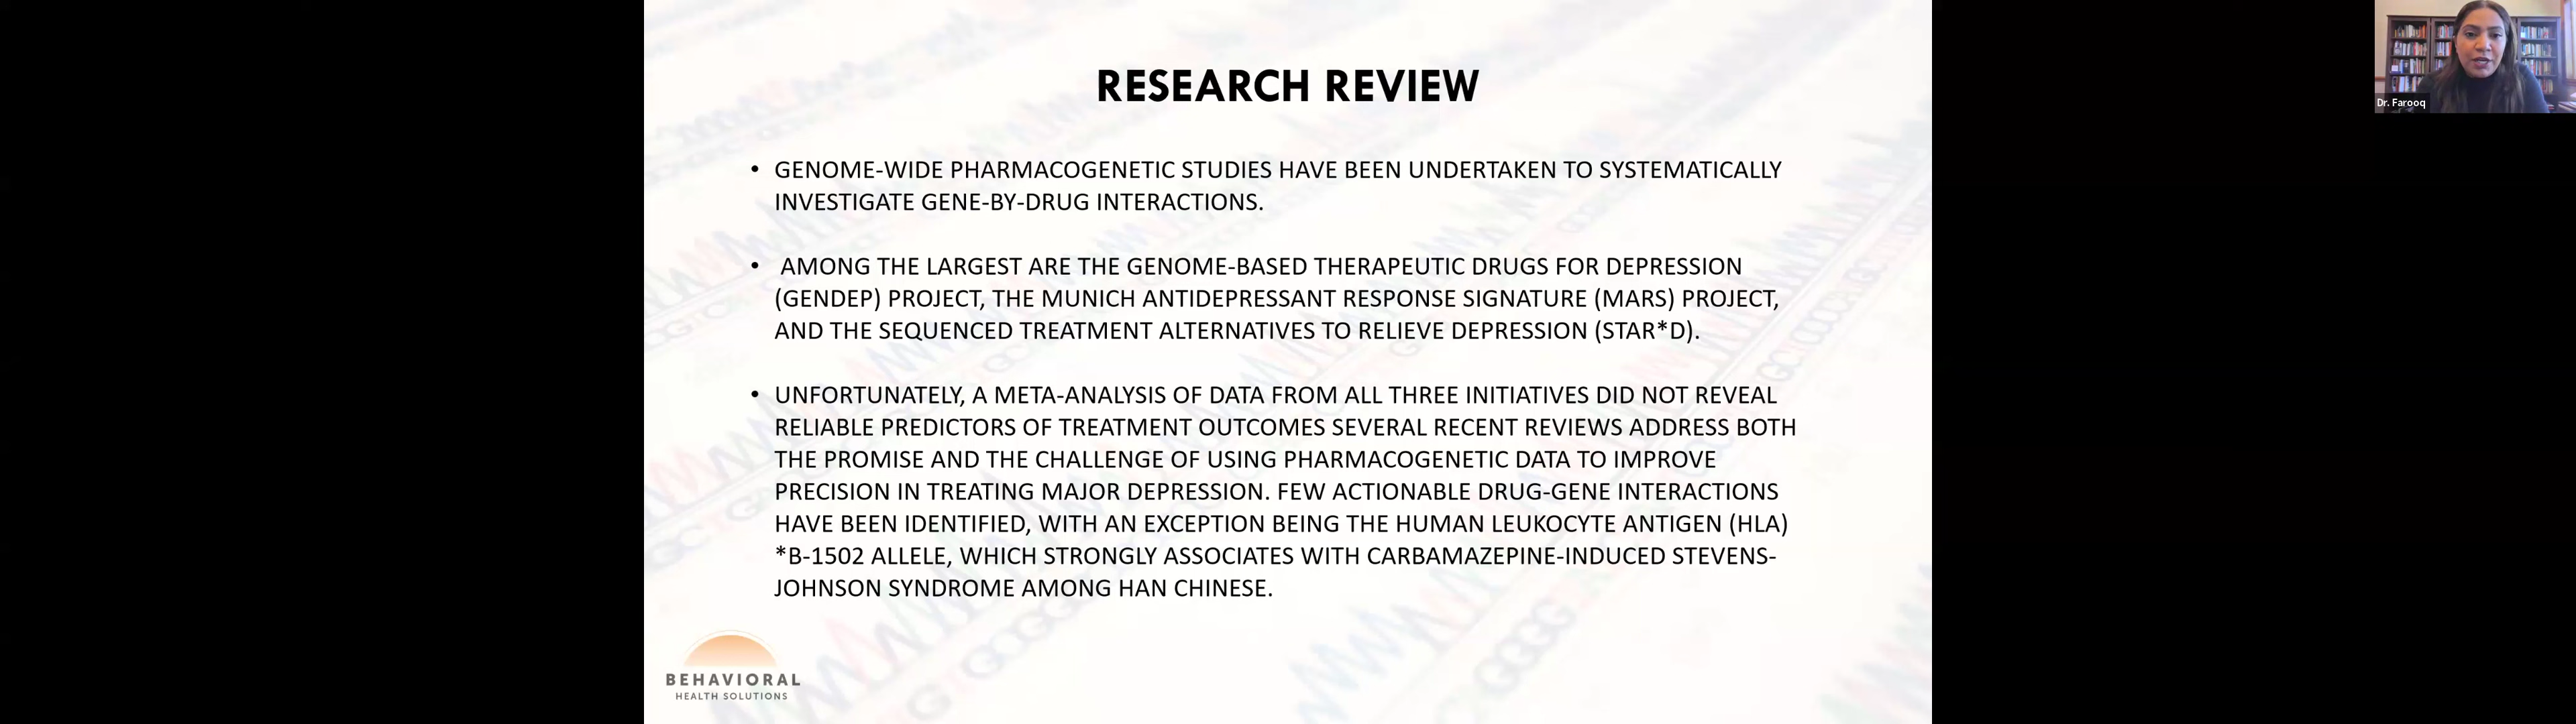 RESEARCH REVIEW
• GENOME-WIDE PHARMACOGENETIC STUDIES HAVE BEEN UNDERTAKEN TO SYSTEMATICALLY
INVESTIGATE GENE-BY-DRUG INTERACTIONS.
• AMONG THE LARGEST ARE THE GENOME-BASED THERAPEUTIC DRUGS FOR DEPRESSION
(GENDEP) PROJECT, THE MUNICH ANTIDEPRESSANT RESPONSE SIGNATURE (MARS) PROJECT,
AND THE SEQUENCED TREATMENT ALTERNATIVES TO RELIEVE DEPRESSION (STAR*D).
• UNFORTUNATELY, A META-ANALYSIS OF DATA FROM ALL THREE INITIATIVES DID NOT REVEAL
RELIABLE PREDICTORS OF TREATMENT OUTCOMES SEVERAL RECENT REVIEWS ADDRESS BOTH
THE PROMISE AND THE CHALLENGE OF USING PHARMACOGENETIC DATA TO IMPROVE
PRECISION IN TREATING MAJOR DEPRESSION. FEW ACTIONABLE DRUG-GENE INTERACTIONS
HAVE BEEN IDENTIFIED, WITH AN EXCEPTION BEING THE HUMAN LEUKOCYTE ANTIGEN (HLA)
*B-1502 ALLELE, WHICH STRONGLY ASSOCIATES WITH CARBAMAZEPINE-INDUCED STEVENS-
JOHNSON SYNDROME AMONG HAN CHINESE.
BEHAVIORAL
HEALTH SOLUTIONS
Dr. Farooq